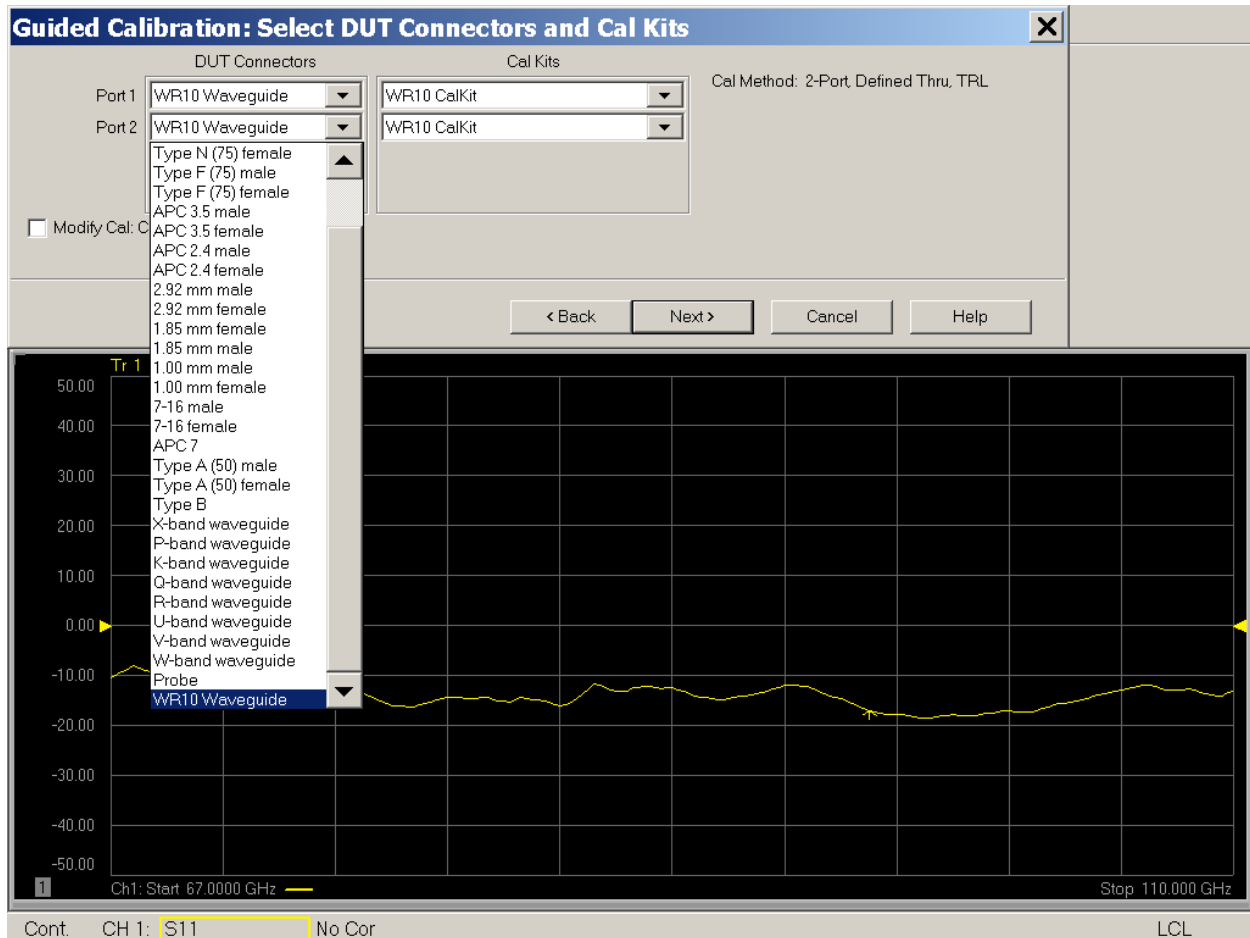 Guided Calibration: Select DUT Connectors and Cal Kits
DUT Connectors
Cal Kits
Cal Method: 2-Port, Defined Thru, TRL
Port 1
WR10 Waveguide
WR10 CalKit
Port 2
WR10 Waveguide
WR10 CalKit
Type N (75) female
Type F (75) male
Type F (75) female
APC 3.5 male
APC 3.5 female
APC 2.4 male
APC 2.4 female
2.92 mm male
2.92 mm female
1.85 mm female
1.85 mm male
1.00 mm male
1.00 mm female
7-16 male
7-16 female
APC 7
Type A (50) male
Type A (50) female
Type B
X-band waveguide
P-band waveguide
K-band waveguide
Q-band waveguide
R-band waveguide
U-band waveguide
V-band waveguide
W-band waveguide
Probe
WR10 Waveguide
Modify Cal: C
< Back
Next >
Cancel
Help
Tr 1
50.00
40.00
30.00
20.00
10.00
0.00
-10.00
-20.00
-30.00
-40.00
-50.00
1
Ch1: Start 67.0000 GHz
Stop 110.000 GHz
Cont.
CH 1: S11
No Cor
LCL